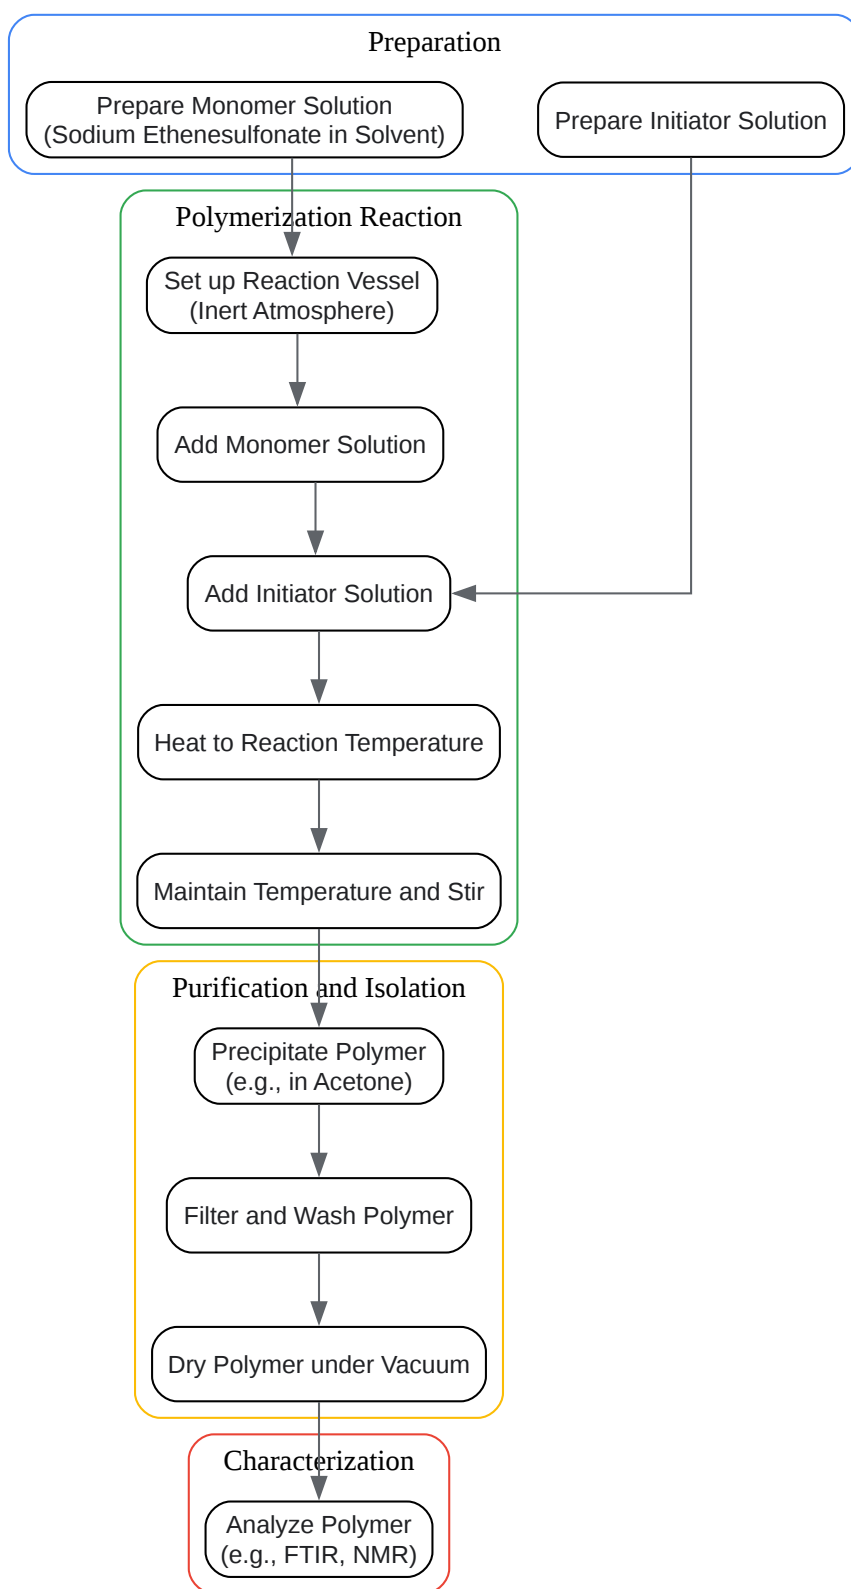 Preparation
Prepare Monomer Solution
(Sodium Ethenesulfonate in Solvent)
Prepare Initiator Solution
Polymerization Reaction
Set up Reaction Vessel
(Inert Atmosphere)
Add Monomer Solution
Add Initiator Solution
Heat to Reaction Temperature
Maintain Temperature and Stir
Purification and Isolation
Precipitate Polymer
(e.g., in Acetone)
Filter and Wash Polymer
Dry Polymer under Vacuum
Characterization
Analyze Polymer
(e.g., FTIR, NMR)